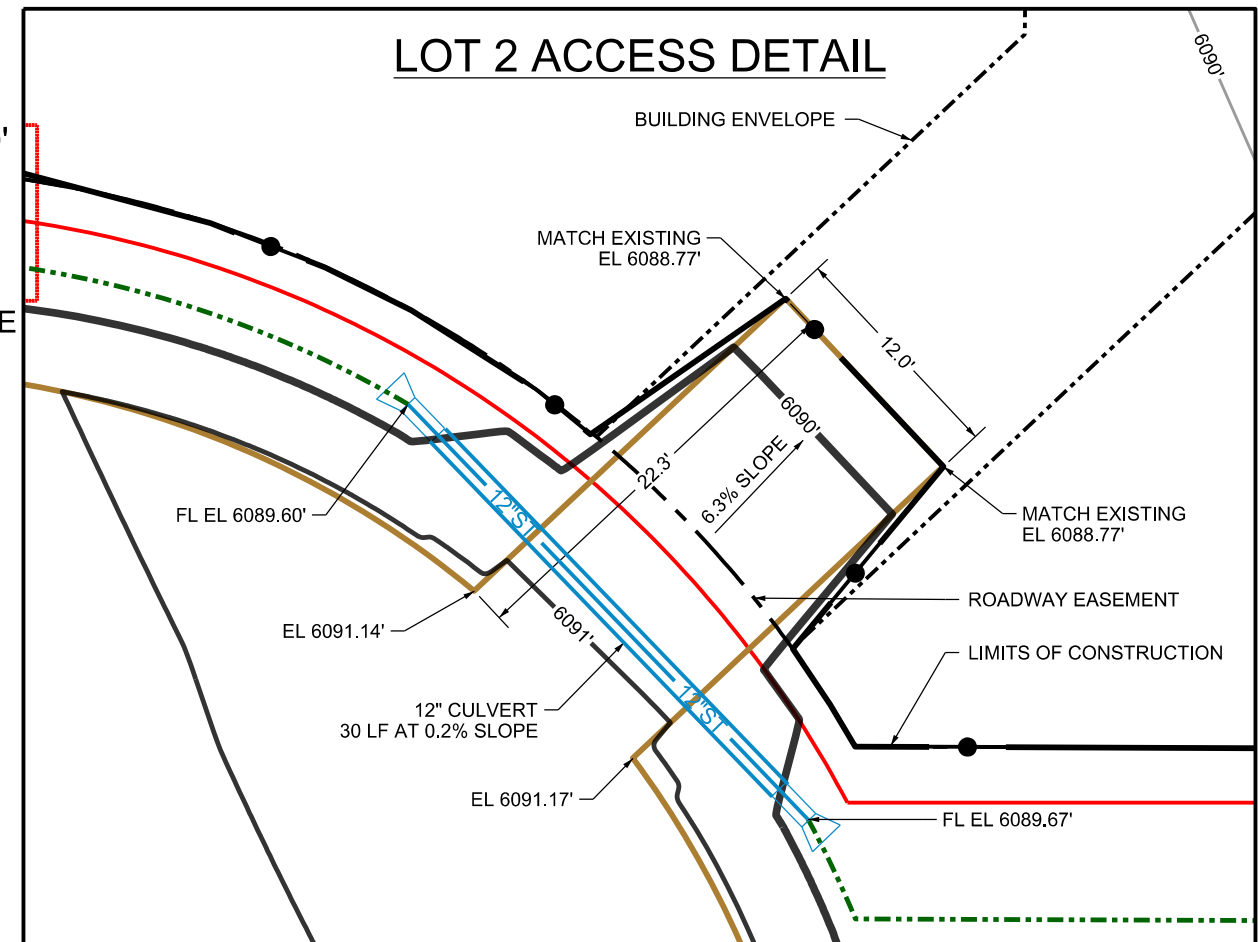 LOT 2 ACCESS DETAIL
6090'
'
BUILDING ENVELOPE
MATCH EXISTING
EL 6088.77'
E
12.0'
6090'
22.3'
6.3% SLOPE
12"ST
FL EL 6089.60'
MATCH EXISTING
EL 6088.77'
ROADWAY EASEMENT
EL 6091.14'
6091'
LIMITS OF CONSTRUCTION
12" CULVERT
30 LF AT 0.2% SLOPE
12"ST
EL 6091.17'
FL EL 6089.67'